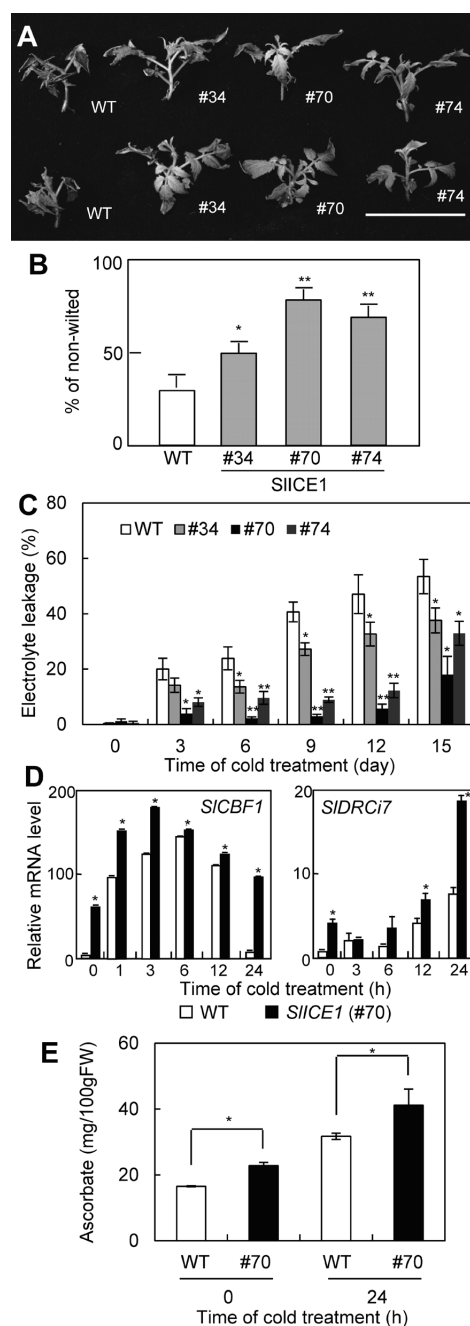 A
WT #34 #70 #74
WT #34 #70 #74
B
% of non-wilted
100
50
0
* ** **
WT #34 #70 #74
SlICE1
C
Electrolyte leakage (%)
80
60
40
20
0
WT #34 #70 #74
* * * ** ** * ** ** * ** ** * * *
0 3 6 9 12 15
Time of cold treatment (day)
D
Relative mRNA level
200
100
0
SlCBF1
* * * * * *
0 1 3 6 12 24
20
10
0
SlDRCi7
* * *
0 3 6 12 24
Time of cold treatment (h)
WT SlICE1 (#70)
E
Ascorbate (mg/100gFW)
60
40
20
0
* *
WT #70 WT #70
0 24
Time of cold treatment (h)